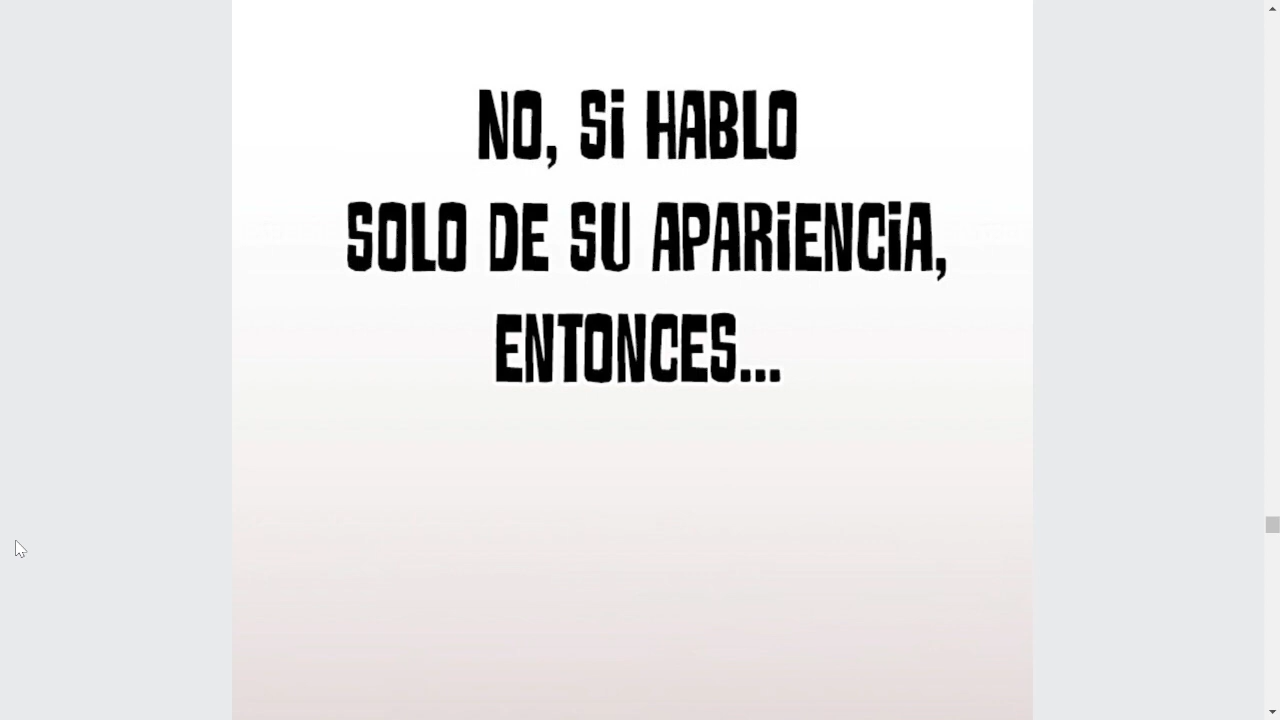 NO, Si HABLO
SOLO DE SU APARiENCiA,
ENTONCES...